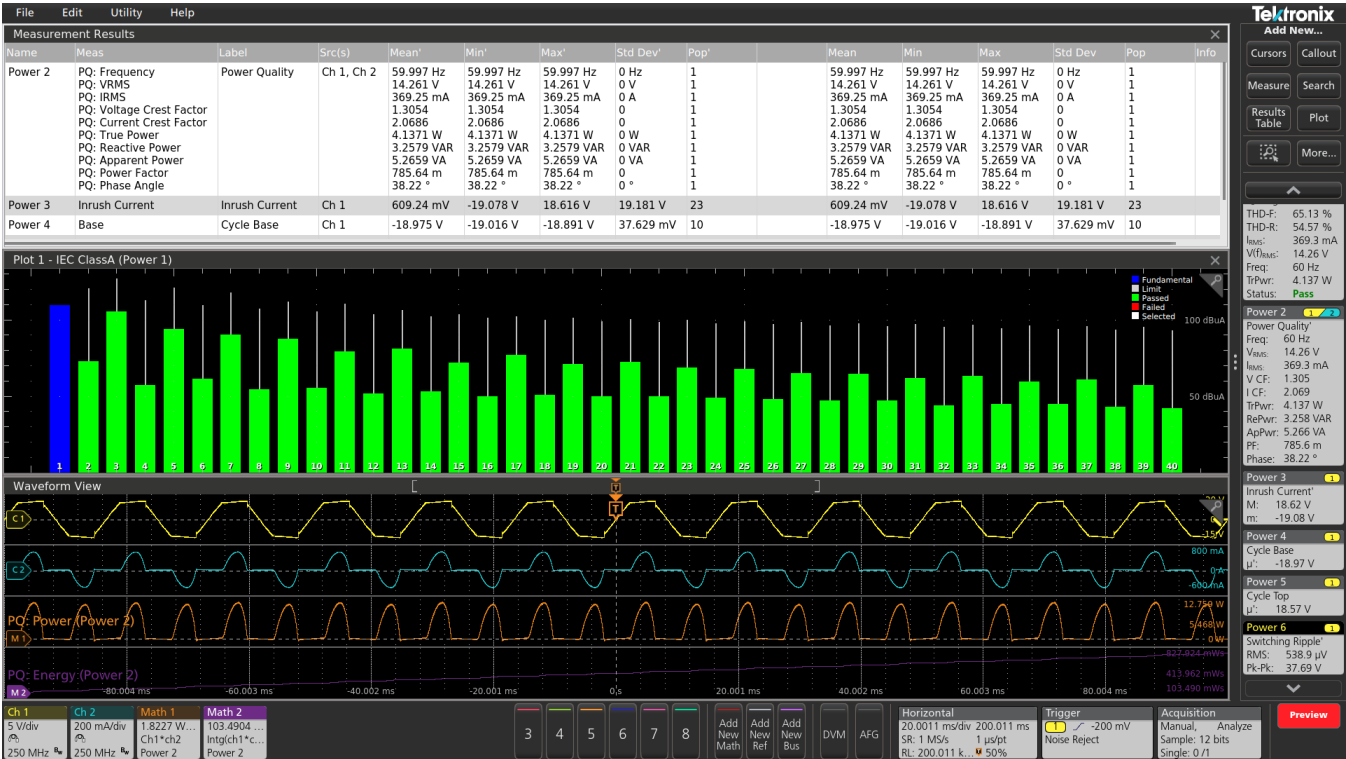 File Edit Utility Help
Tektronix
Measurement Results
Add New...
Name Meas Label Src(s) Mean' Min' Max' Std Dev' Pop' Mean Min Max Std Dev Pop Info
Power 2 PQ: Frequency Power Quality Ch 1, Ch 2 59.997 Hz 59.997 Hz 59.997 Hz 0 Hz 1 59.997 Hz 59.997 Hz 59.997 Hz 0 Hz 1
PQ: VRMS 14.261 V 14.261 V 14.261 V 0 V 1 14.261 V 14.261 V 14.261 V 0 V 1
PQ: IRMS 369.25 mA 369.25 mA 369.25 mA 0 A 1 369.25 mA 369.25 mA 369.25 mA 0 A 1
PQ: Voltage Crest Factor 1.3054 1.3054 1.3054 0 1 1.3054 1.3054 1.3054 0 1
PQ: Current Crest Factor 2.0686 2.0686 2.0686 0 1 2.0686 2.0686 2.0686 0 1
PQ: True Power 4.1371 W 4.1371 W 4.1371 W 0 W 1 4.1371 W 4.1371 W 4.1371 W 0 W 1
PQ: Reactive Power 3.2579 VAR 3.2579 VAR 3.2579 VAR 0 VAR 1 3.2579 VAR 3.2579 VAR 3.2579 VAR 0 VAR 1
PQ: Apparent Power 5.2659 VA 5.2659 VA 5.2659 VA 0 VA 1 5.2659 VA 5.2659 VA 5.2659 VA 0 VA 1
PQ: Power Factor 785.64 m 785.64 m 785.64 m 0 1 785.64 m 785.64 m 785.64 m 0 1
PQ: Phase Angle 38.22 ° 38.22 ° 38.22 ° 0 ° 1 38.22 ° 38.22 ° 38.22 ° 0 ° 1
Power 3 Inrush Current Inrush Current Ch 1 609.24 mV -19.078 V 18.616 V 19.181 V 23 609.24 mV -19.078 V 18.616 V 19.181 V 23
Power 4 Base Cycle Base Ch 1 -18.975 V -19.016 V -18.891 V 37.629 mV 10 -18.975 V -19.016 V -18.891 V 37.629 mV 10
Cursors Callout
Measure Search
Results Table Plot
More...
THD-F: 65.13 %
THD-R: 54.57 %
IRMS: 369.3 mA
V(f)RMS: 14.26 V
Freq: 60 Hz
TrPwr: 4.137 W
Status: Pass
Power 2 1 2
Power Quality'
Freq: 60 Hz
VRMS: 14.26 V
IRMS: 369.3 mA
V CF: 1.305
I CF: 2.069
TrPwr: 4.137 W
RePwr: 3.258 VAR
ApPwr: 5.266 VA
PF: 785.6 m
Phase: 38.22 °
Power 3 1
Inrush Current'
M: 18.62 V
m: -19.08 V
Power 4 1
Cycle Base
µ': -18.97 V
Power 5 1
Cycle Top
µ': 18.57 V
Power 6 1
Switching Ripple'
RMS: 538.9 µV
Pk-Pk: 37.69 V
Plot 1 - IEC ClassA (Power 1)
Fundamental
Limit
Passed
Failed
Selected
100 dBuA
50 dBuA
1 2 3 4 5 6 7 8 9 10 11 12 13 14 15 16 17 18 19 20 21 22 23 24 25 26 27 28 29 30 31 32 33 34 35 36 37 38 39 40
Waveform View
T
T
C 1
-15 V
C 2
800 mA
0 A
-600 mA
PQ: Power (Power 2)
M 1
12.759 W
5.468 W
0 W
PQ: Energy (Power 2)
M 2
827.924 mWs
413.962 mWs
103.490 mWs
-80.004 ms -60.003 ms -40.002 ms -20.001 ms 0 s 20.001 ms 40.002 ms 60.003 ms 80.004 ms
Ch 1
5 V/div
250 MHz Bw
Ch 2
200 mA/div
250 MHz Bw
Math 1
1.8227 VV...
Ch1*ch2
Power 2
Math 2
103.4904 ...
Intg(ch1*c...
Power 2
3 4 5 6 7 8
Add New Math
Add New Ref
Add New Bus
DVM
AFG
Horizontal
20.0011 ms/div 200.011 ms
SR: 1 MS/s 1 µs/pt
RL: 200.011 k... 50%
Trigger
1 -200 mV
Noise Reject
Acquisition
Manual, Analyze
Sample: 12 bits
Single: 0 /1
Preview